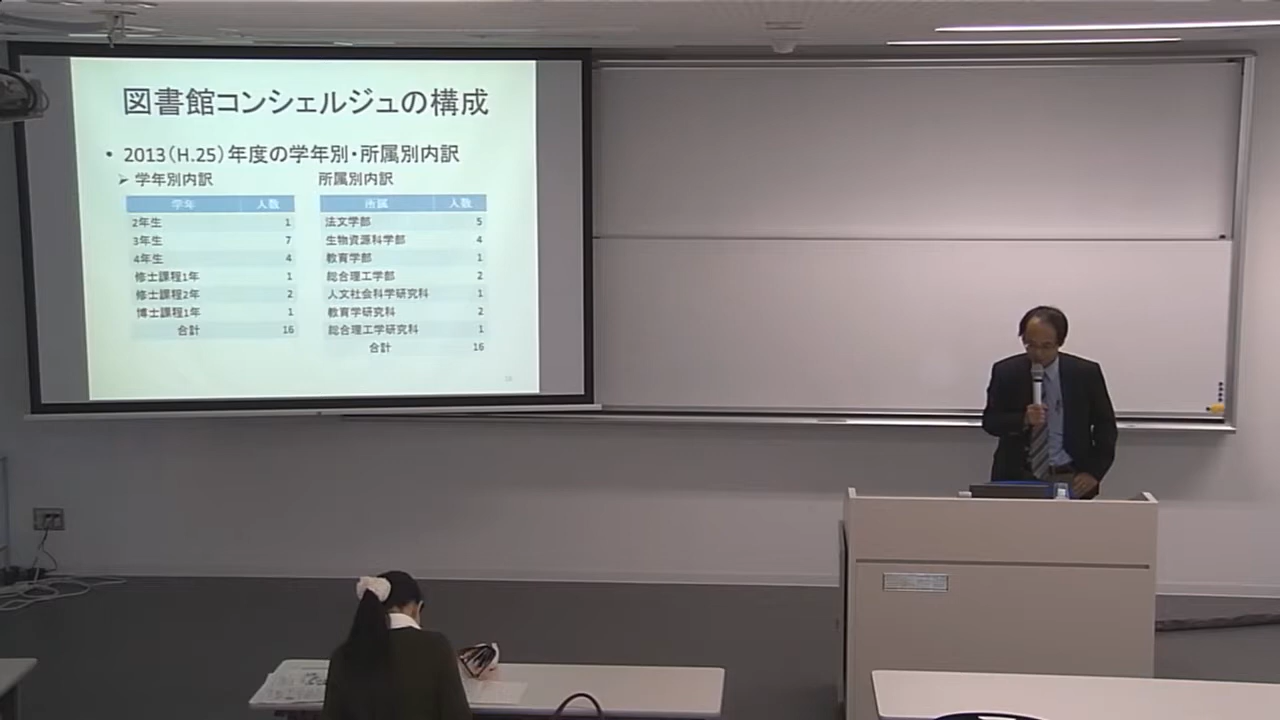 図書館コンシェルジュの構成
• 2013(H.25)年度の学年別・所属別内訳
➢ 学年別内訳
学年 人数
2年生 1
3年生 7
4年生 4
修士課程1年 1
修士課程2年 2
博士課程1年 1
合計 16
所属別内訳
所属 人数
法文学部 5
生物資源科学部 4
教育学部 1
総合理工学部 2
人文社会科学研究科 1
教育学研究科 2
総合理工学研究科 1
合計 16